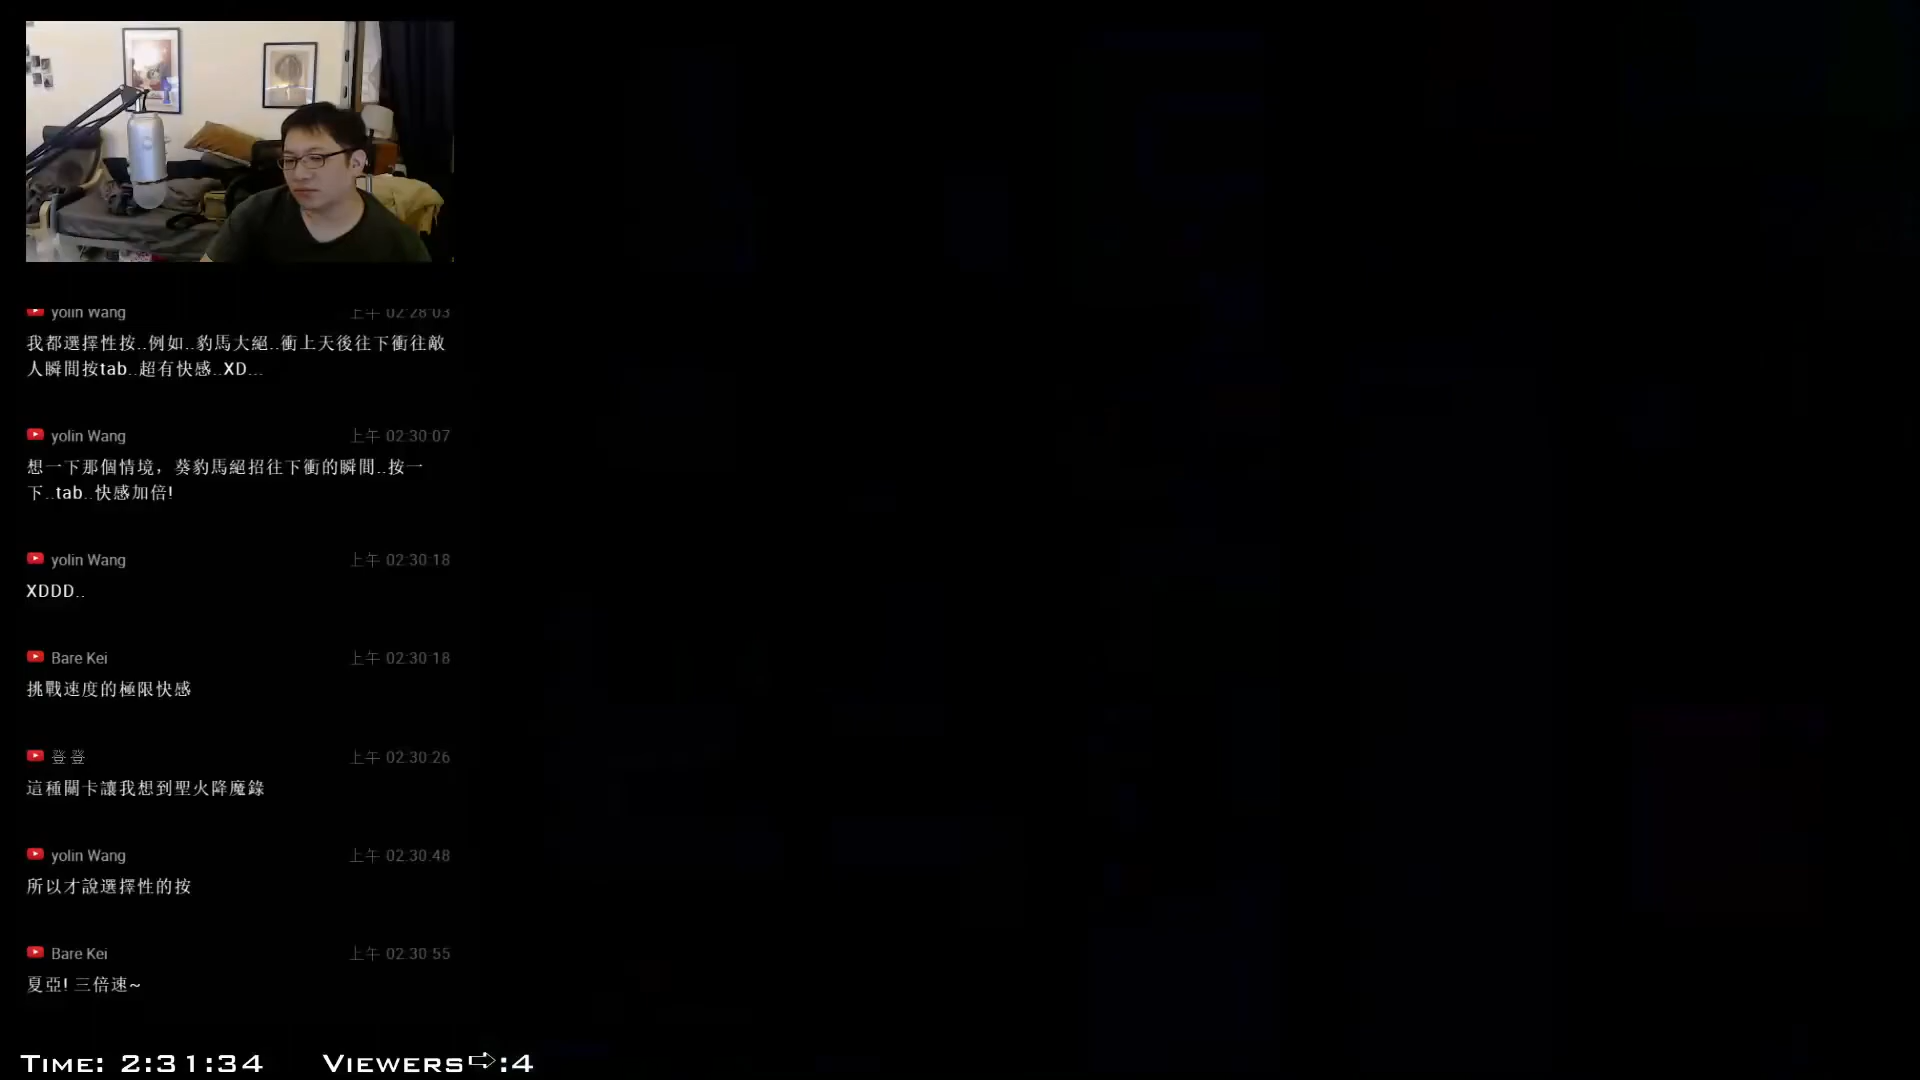 yolin Wang 上午 02:28:03
我都選擇性按..例如..豹馬大絕..衝上天後往下衝往敵
人瞬間按tab..超有快感..XD...
yolin Wang 上午 02:30:07
想一下那個情境，葵豹馬絕招往下衝的瞬間..按一
下..tab..快感加倍!
yolin Wang 上午 02:30:18
XDDD..
Bare Kei 上午 02:30:18
挑戰速度的極限快感
登登 上午 02:30:26
這種關卡讓我想到聖火降魔錄
yolin Wang 上午 02:30:48
所以才說選擇性的按
Bare Kei 上午 02:30:55
夏亞! 三倍速~
TIME: 2:31:34 VIEWERS⇨:4